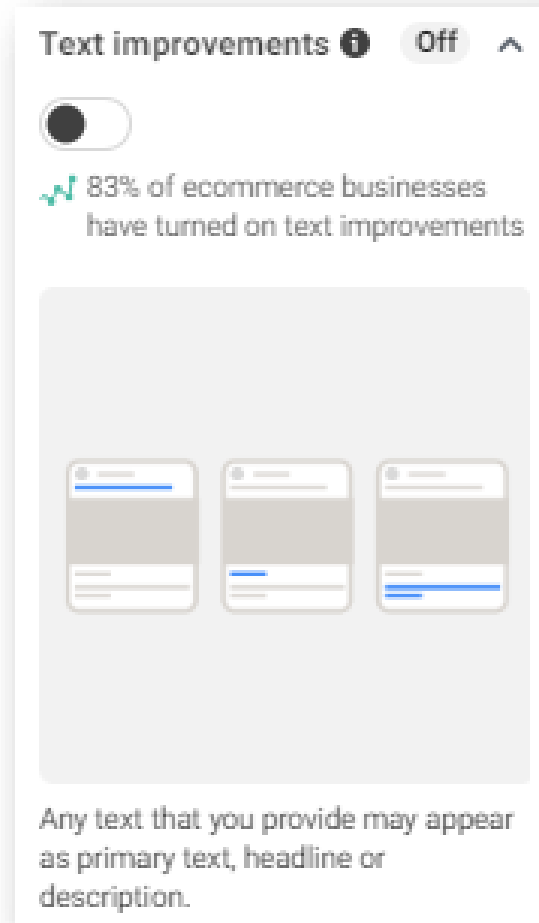 Text improvements Off
83% of ecommerce businesses
have turned on text improvements
Any text that you provide may appear
as primary text, headline or
description.